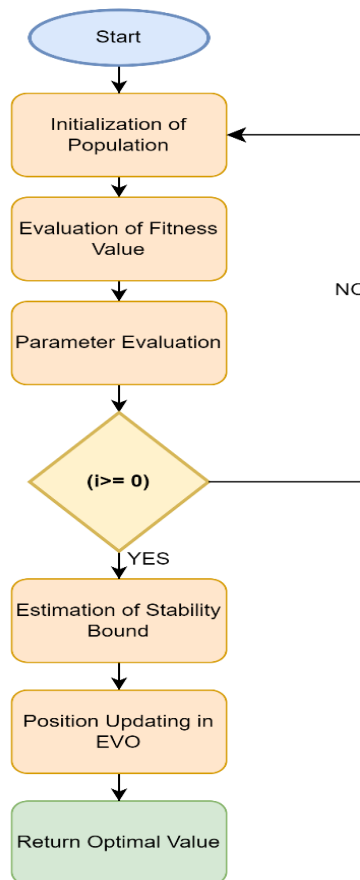 Start
Initialization of
Population
Evaluation of Fitness
Value
NO
Parameter Evaluation
(i>= 0)
YES
Estimation of Stability
Bound
Position Updating in
EVO
Return Optimal Value